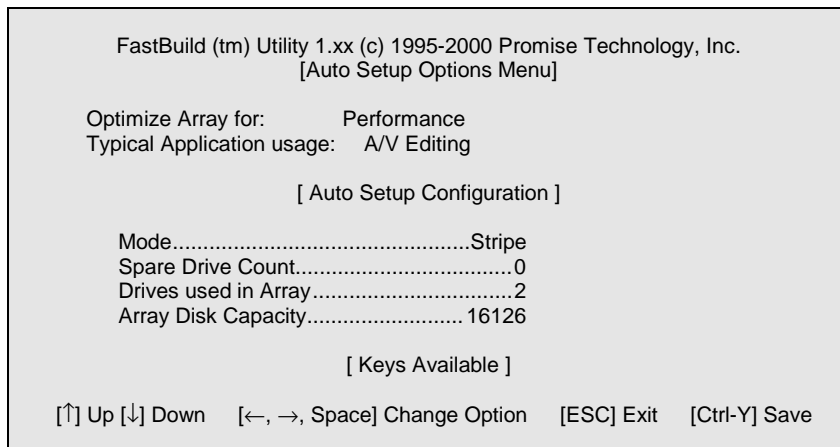 FastBuild (tm) Utility 1.xx (c) 1995-2000 Promise Technology, Inc.
[Auto Setup Options Menu]
Optimize Array for: Performance
Typical Application usage: A/V Editing
[ Auto Setup Configuration ]
Mode.................................................Stripe
Spare Drive Count....................................0
Drives used in Array.................................2
Array Disk Capacity.......................... 16126
[ Keys Available ]
[↑] Up [↓] Down [←, →, Space] Change Option [ESC] Exit [Ctrl-Y] Save